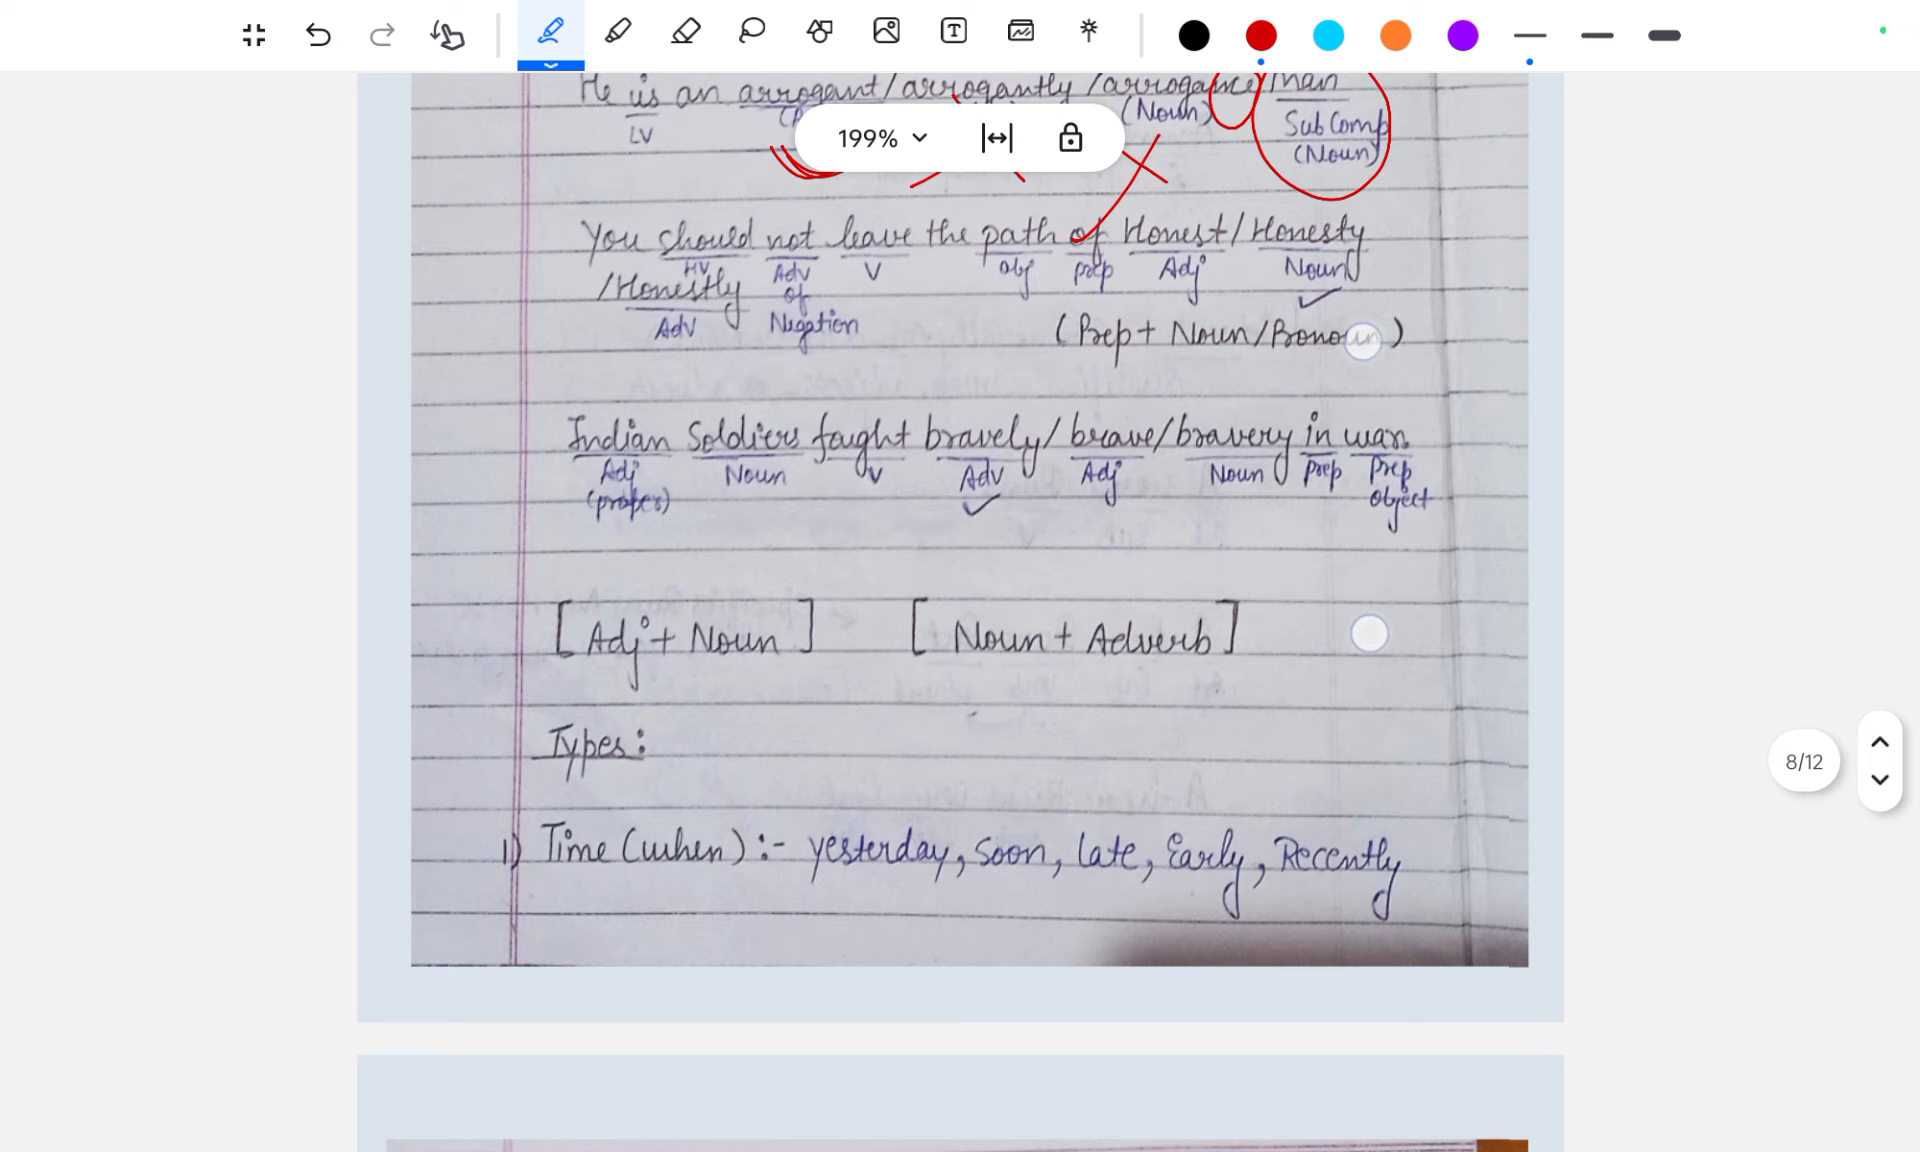 199%
He is an arrogant/arrogantly/arrogance man
LV (Noun) Sub Comp
(Noun)
You should not leave the path of Honest/Honesty
HV Adv V obj prep Adj Noun
/Honestly of
Adv Negation (Prep + Noun/Pronoun)
Indian Soldiers fought bravely/brave/bravery in war.
Adj Noun V Adv Adj Noun prep Prep
(proper) object
[Adj + Noun] [Noun + Adverb]
Types:
8/12
1) Time (when) :- yesterday, Soon, late, Early, Recently